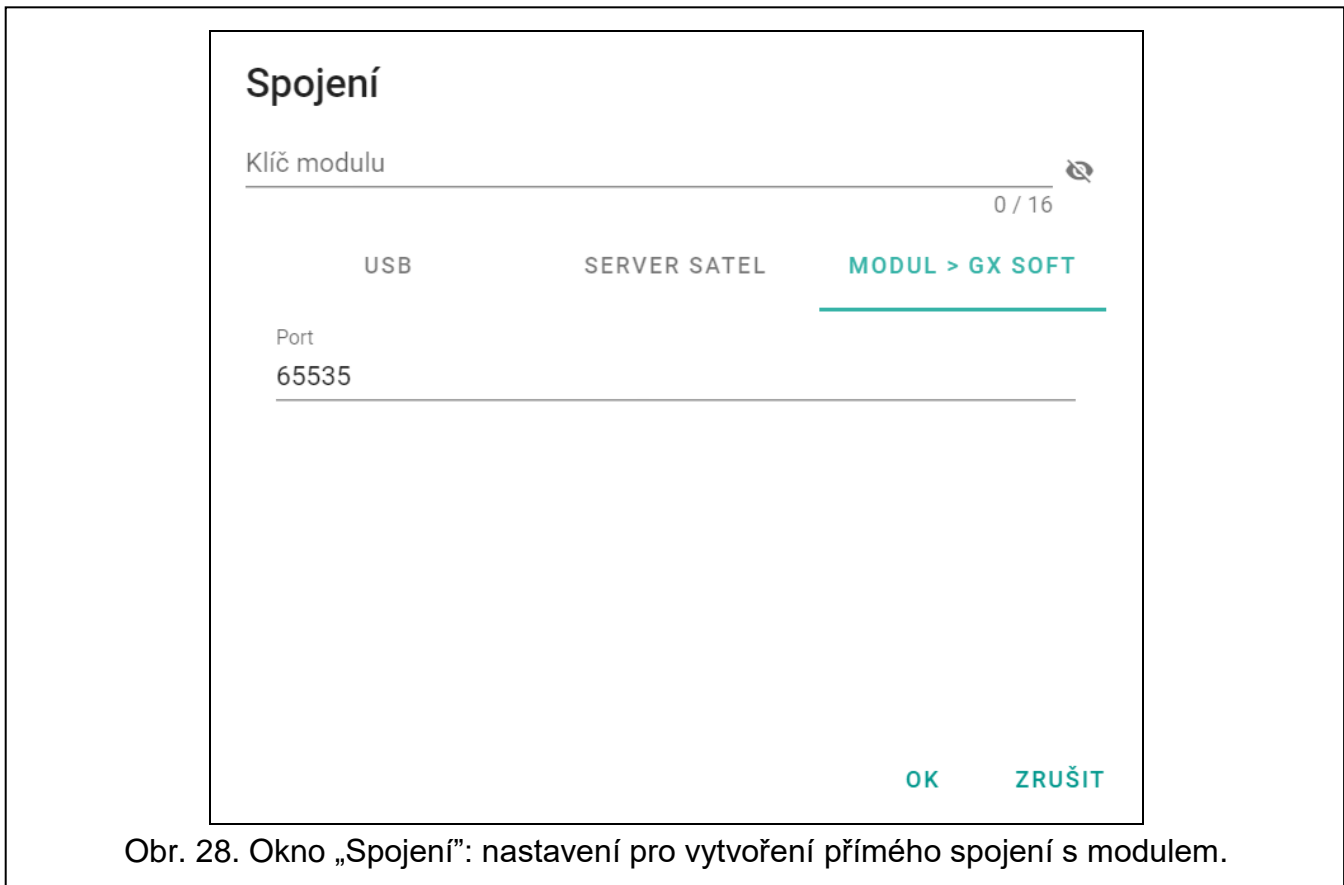 Spojení
Klíč modulu
0 / 16
USB SERVER SATEL MODUL > GX SOFT
Port
65535
OK ZRUŠIT
Obr. 28. Okno „Spojení”: nastavení pro vytvoření přímého spojení s modulem.